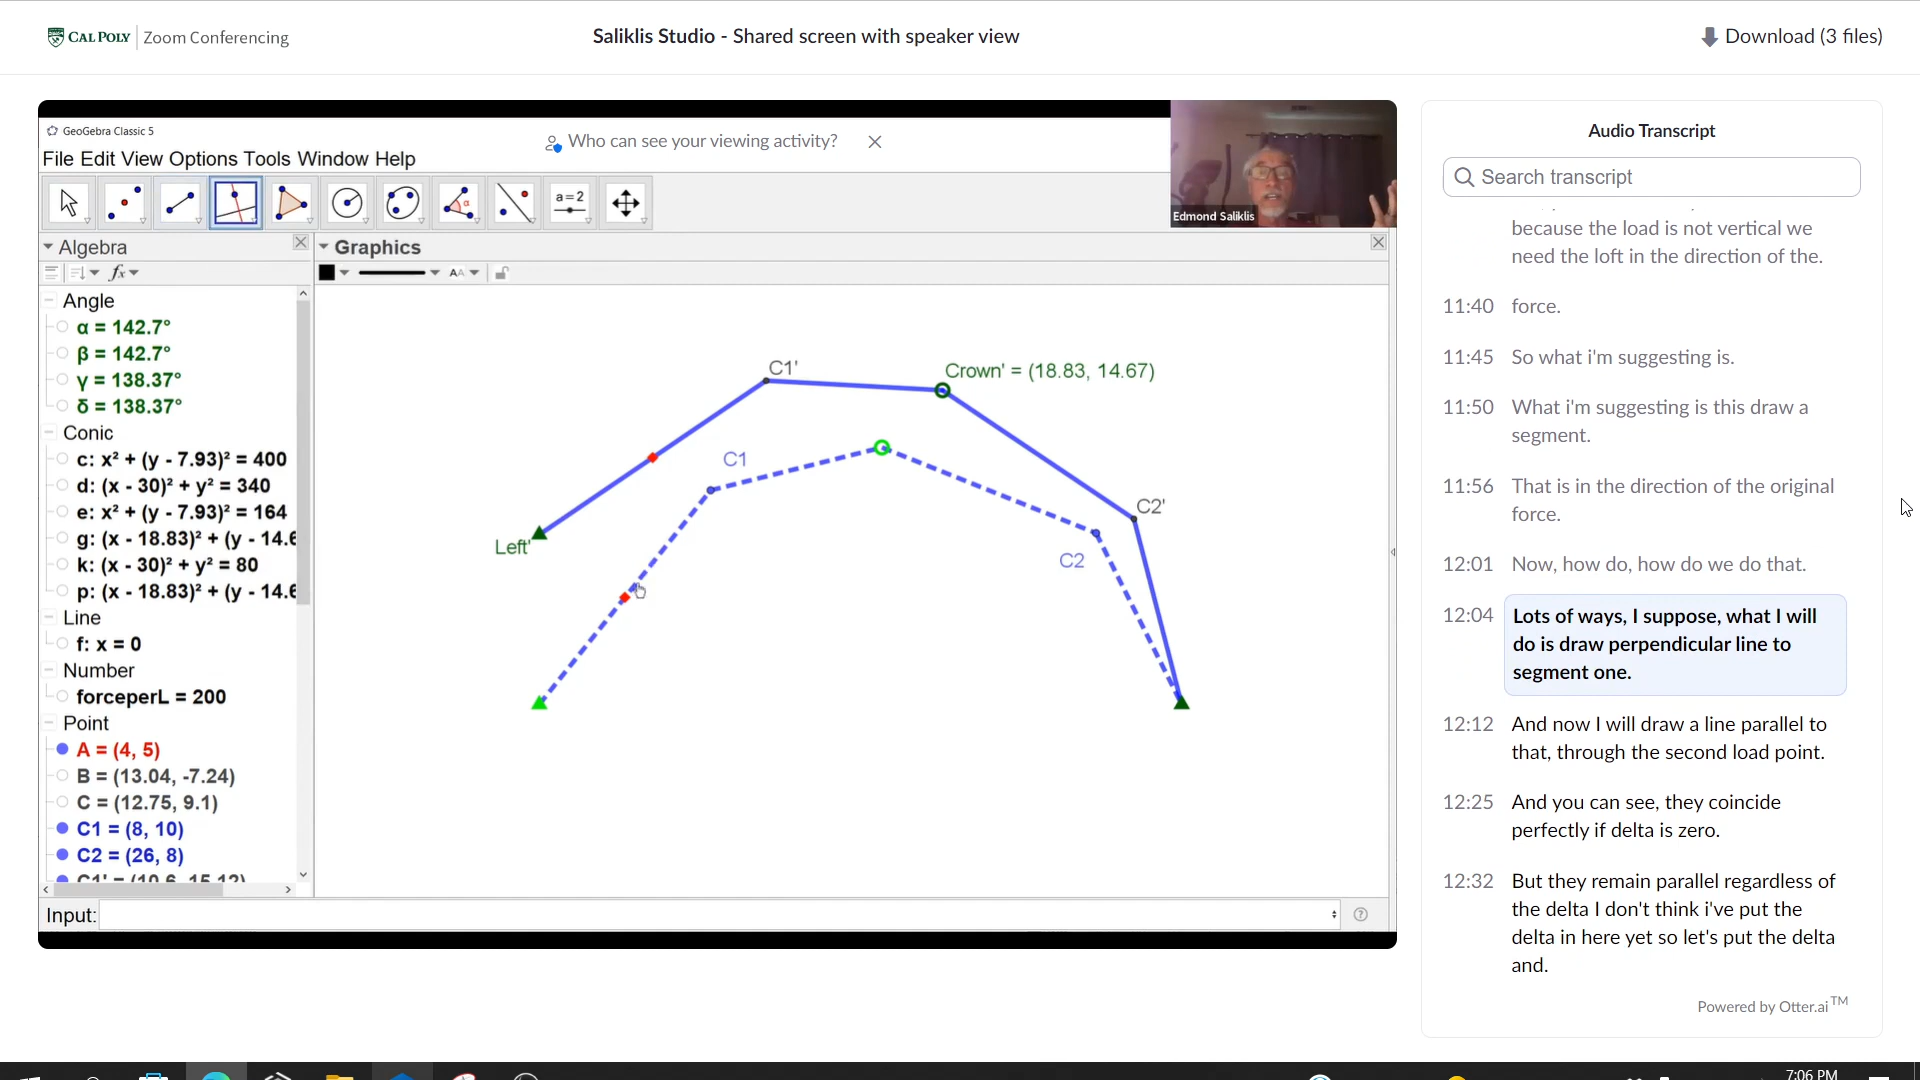 CAL POLY Zoom Conferencing
Saliklis Studio - Shared screen with speaker view
Download (3 files)
GeoGebra Classic 5
Who can see your viewing activity?
File Edit View Options Tools Window Help
a=2
Edmond Saliklis
Algebra
Graphics
fx
AA
Angle
α = 142.7°
β = 142.7°
γ = 138.37°
δ = 138.37°
Conic
c: x² + (y - 7.93)² = 400
d: (x - 30)² + y² = 340
e: x² + (y - 7.93)² = 164
g: (x - 18.83)² + (y - 14.6
k: (x - 30)² + y² = 80
p: (x - 18.83)² + (y - 14.6
Line
f: x = 0
Number
forceperL = 200
Point
A = (4, 5)
B = (13.04, -7.24)
C = (12.75, 9.1)
C1 = (8, 10)
C2 = (26, 8)
C1' = (10.6, 15.12)
C1'
Crown' = (18.83, 14.67)
C1
C2'
Left'
C2
Input:
Audio Transcript
Search transcript
because the load is not vertical we
need the loft in the direction of the.
11:40 force.
11:45 So what i'm suggesting is.
11:50 What i'm suggesting is this draw a
segment.
11:56 That is in the direction of the original
force.
12:01 Now, how do, how do we do that.
12:04 Lots of ways, I suppose, what I will
do is draw perpendicular line to
segment one.
12:12 And now I will draw a line parallel to
that, through the second load point.
12:25 And you can see, they coincide
perfectly if delta is zero.
12:32 But they remain parallel regardless of
the delta I don't think i've put the
delta in here yet so let's put the delta
and.
Powered by Otter.ai TM
7:06 PM